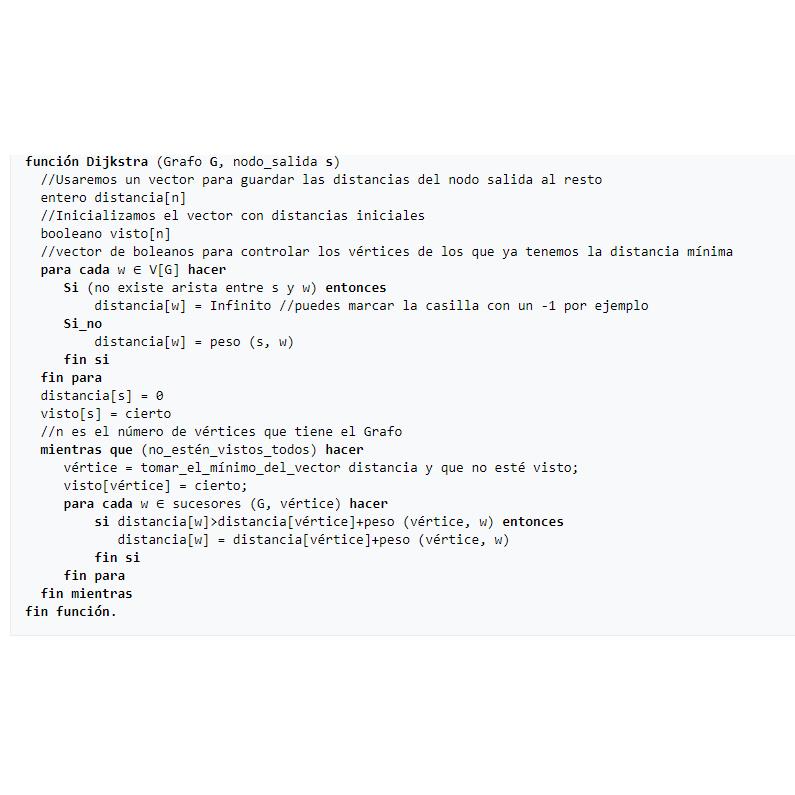 función Dijkstra (Grafo G, nodo_salida s)
//Usaremos un vector para guardar las distancias del nodo salida al resto
entero distancia[n]
//Inicializamos el vector con distancias iniciales
booleano visto[n]
//vector de boleanos para controlar los vértices de los que ya tenemos la distancia mínima
para cada w ∈ V[G] hacer
Si (no existe arista entre s y w) entonces
distancia[w] = Infinito //puedes marcar la casilla con un -1 por ejemplo
Si_no
distancia[w] = peso (s, w)
fin si
fin para
distancia[s] = 0
visto[s] = cierto
//n es el número de vértices que tiene el Grafo
mientras que (no_estén_vistos_todos) hacer
vértice = tomar_el_mínimo_del_vector distancia y que no esté visto;
visto[vértice] = cierto;
para cada w ∈ sucesores (G, vértice) hacer
si distancia[w]>distancia[vértice]+peso (vértice, w) entonces
distancia[w] = distancia[vértice]+peso (vértice, w)
fin si
fin para
fin mientras
fin función.